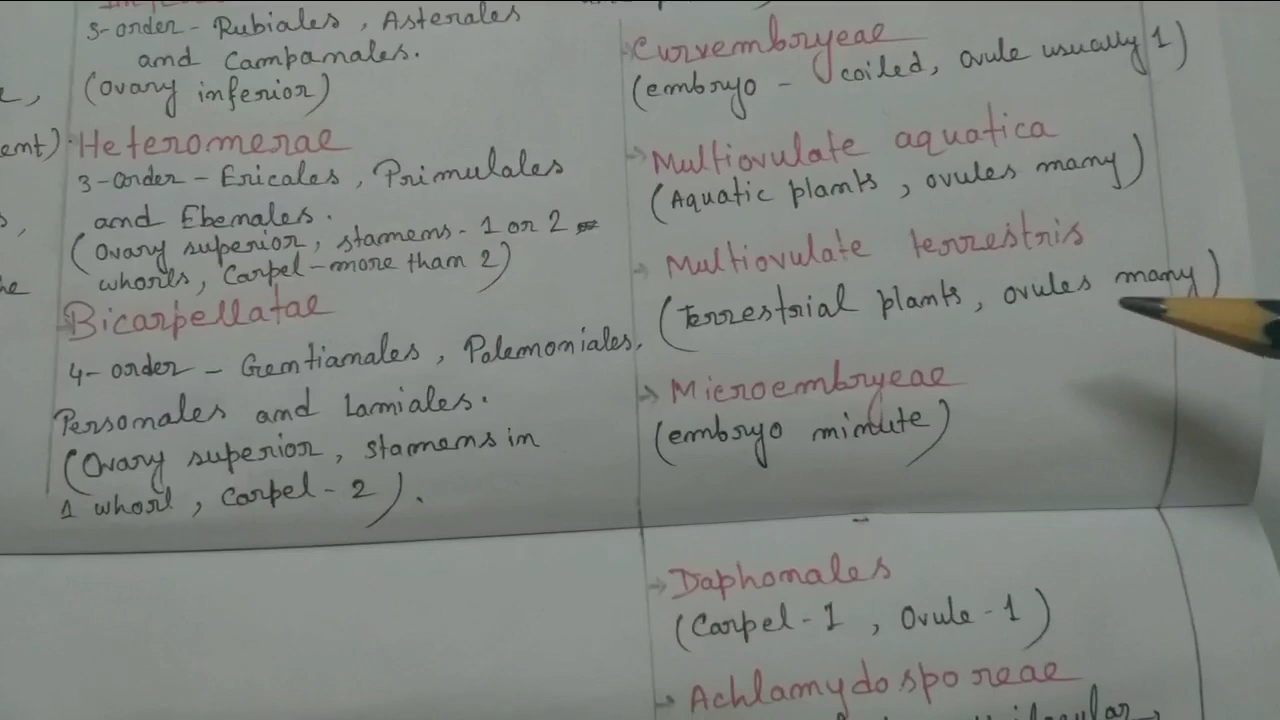 3-order- Rubiales, Asterales
and Campanales.
(Ovary inferior)
ent).
Heteromerae
3-order- Ericales, Primulales
and Ebenales.
(Ovary superior, stamens- 1 or 2
whorls, Carpel-more than 2)
Bicarpellatae
4- order - Gentianales, Polemoniales,
Personales and Lamiales.
(Ovary superior, stamens in
1 whorl, Carpel-2).
Curvembryeae
(embryo - coiled, ovule usually 1)
Multiovulate aquatica
(Aquatic plants, ovules many)
Multiovulate terrestris
(Terrestrial plants, ovules many)
Microembryeae
(embryo minute)
Daphnales
(Carpel-1, Ovule-1)
Achlamydosporeae